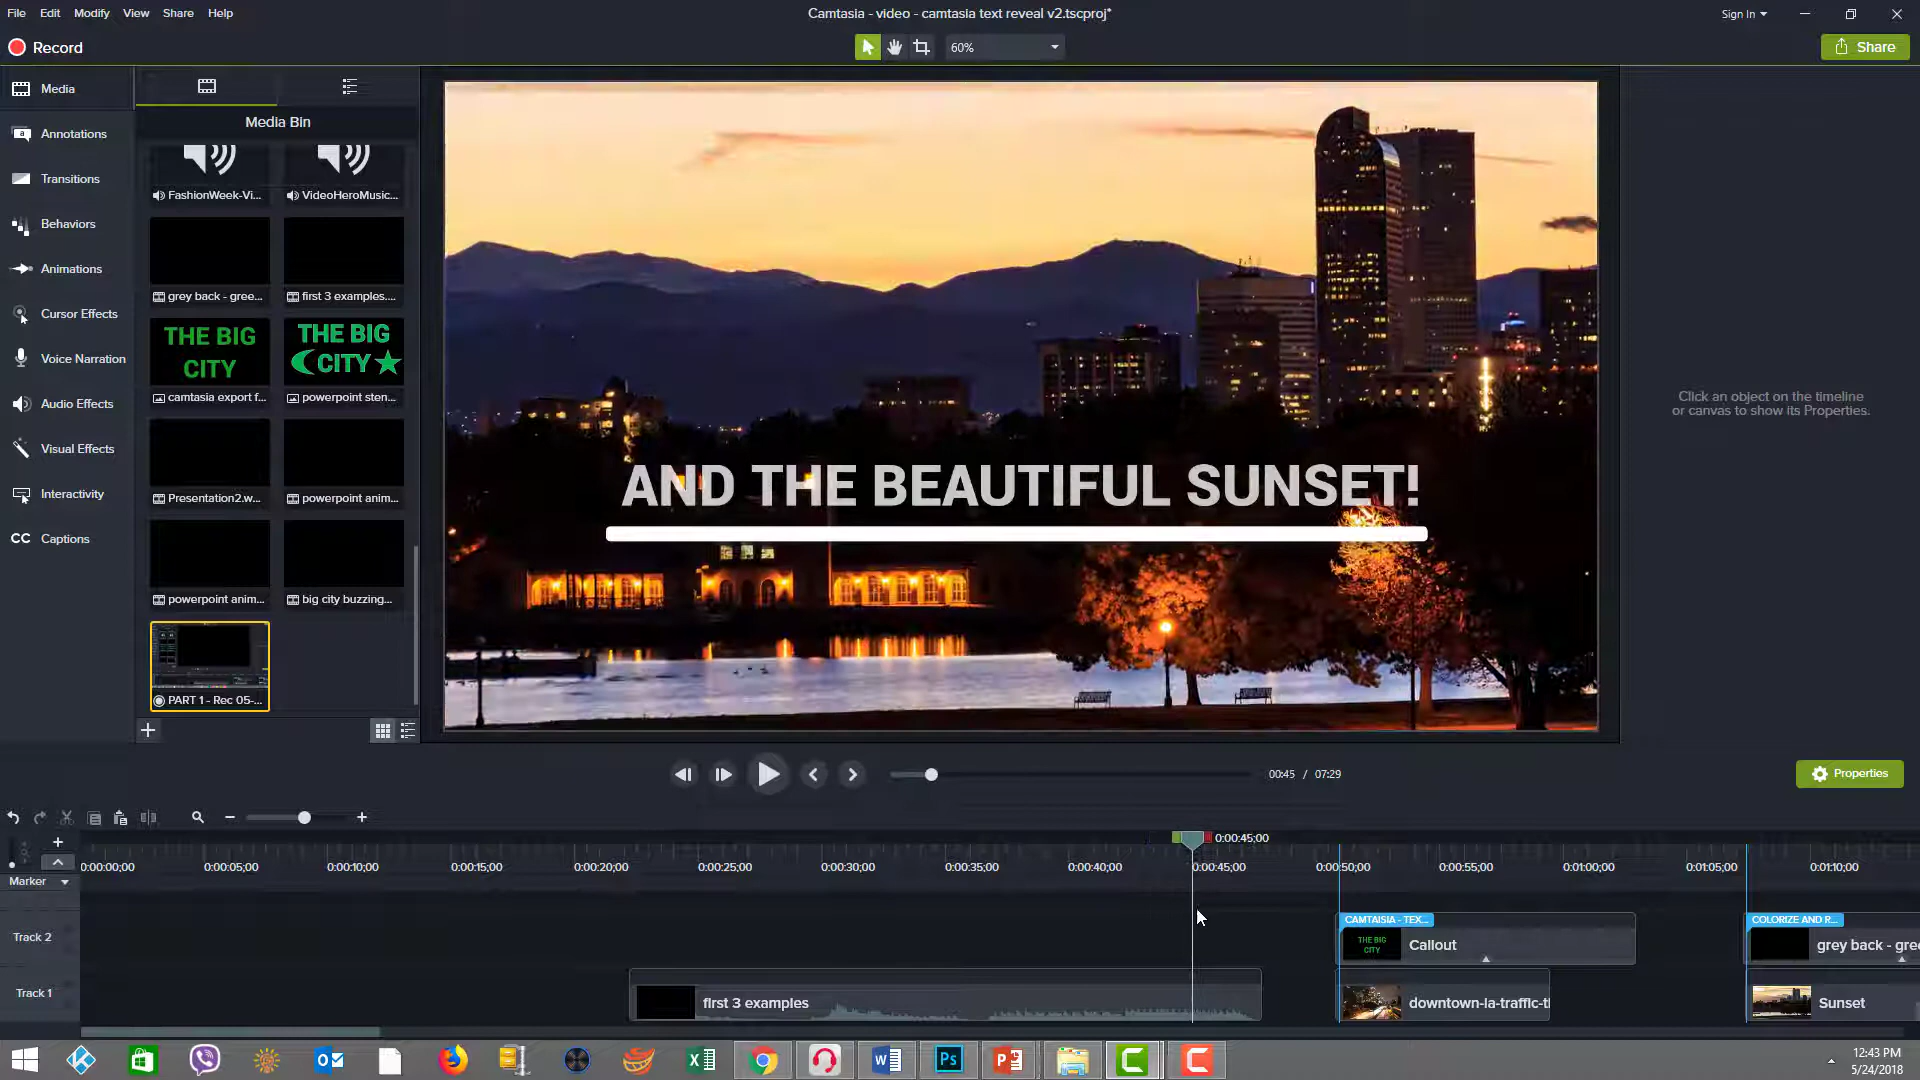 File Edit Modify View Share Help
Camtasia - video - camtasia text reveal v2.tscproj*
Sign In
Record
60%
Share
Media
Annotations
Transitions
Behaviors
Animations
Cursor Effects
Voice Narration
Audio Effects
Visual Effects
Interactivity
CC Captions
Media Bin
FashionWeek-Vi...
VideoHeroMusic...
grey back - gree...
first 3 examples....
THE BIG
CITY
THE BIG
CITY
camtasia export f...
powerpoint sten...
Presentation2.w...
powerpoint anim...
powerpoint anim...
big city buzzing...
PART 1 - Rec 05-...
AND THE BEAUTIFUL SUNSET!
Click an object on the timeline
or canvas to show its Properties.
00:45 / 07:29
Properties
0:00:45;00
0:00:00;00 0:00:05;00 0:00:10;00 0:00:15;00 0:00:20;00 0:00:25;00 0:00:30;00 0:00:35;00 0:00:40;00 0:00:45;00 0:00:50;00 0:00:55;00 0:01:00;00 0:01:05;00 0:01:10;00
Marker
CAMTAISIA - TEX...
COLORIZE AND R...
Track 2
THE BIG
CITY
Callout
grey back - gree
Track 1
first 3 examples
downtown-la-traffic-tl
Sunset
W
Ps
P
C
C
12:43 PM
5/24/2018